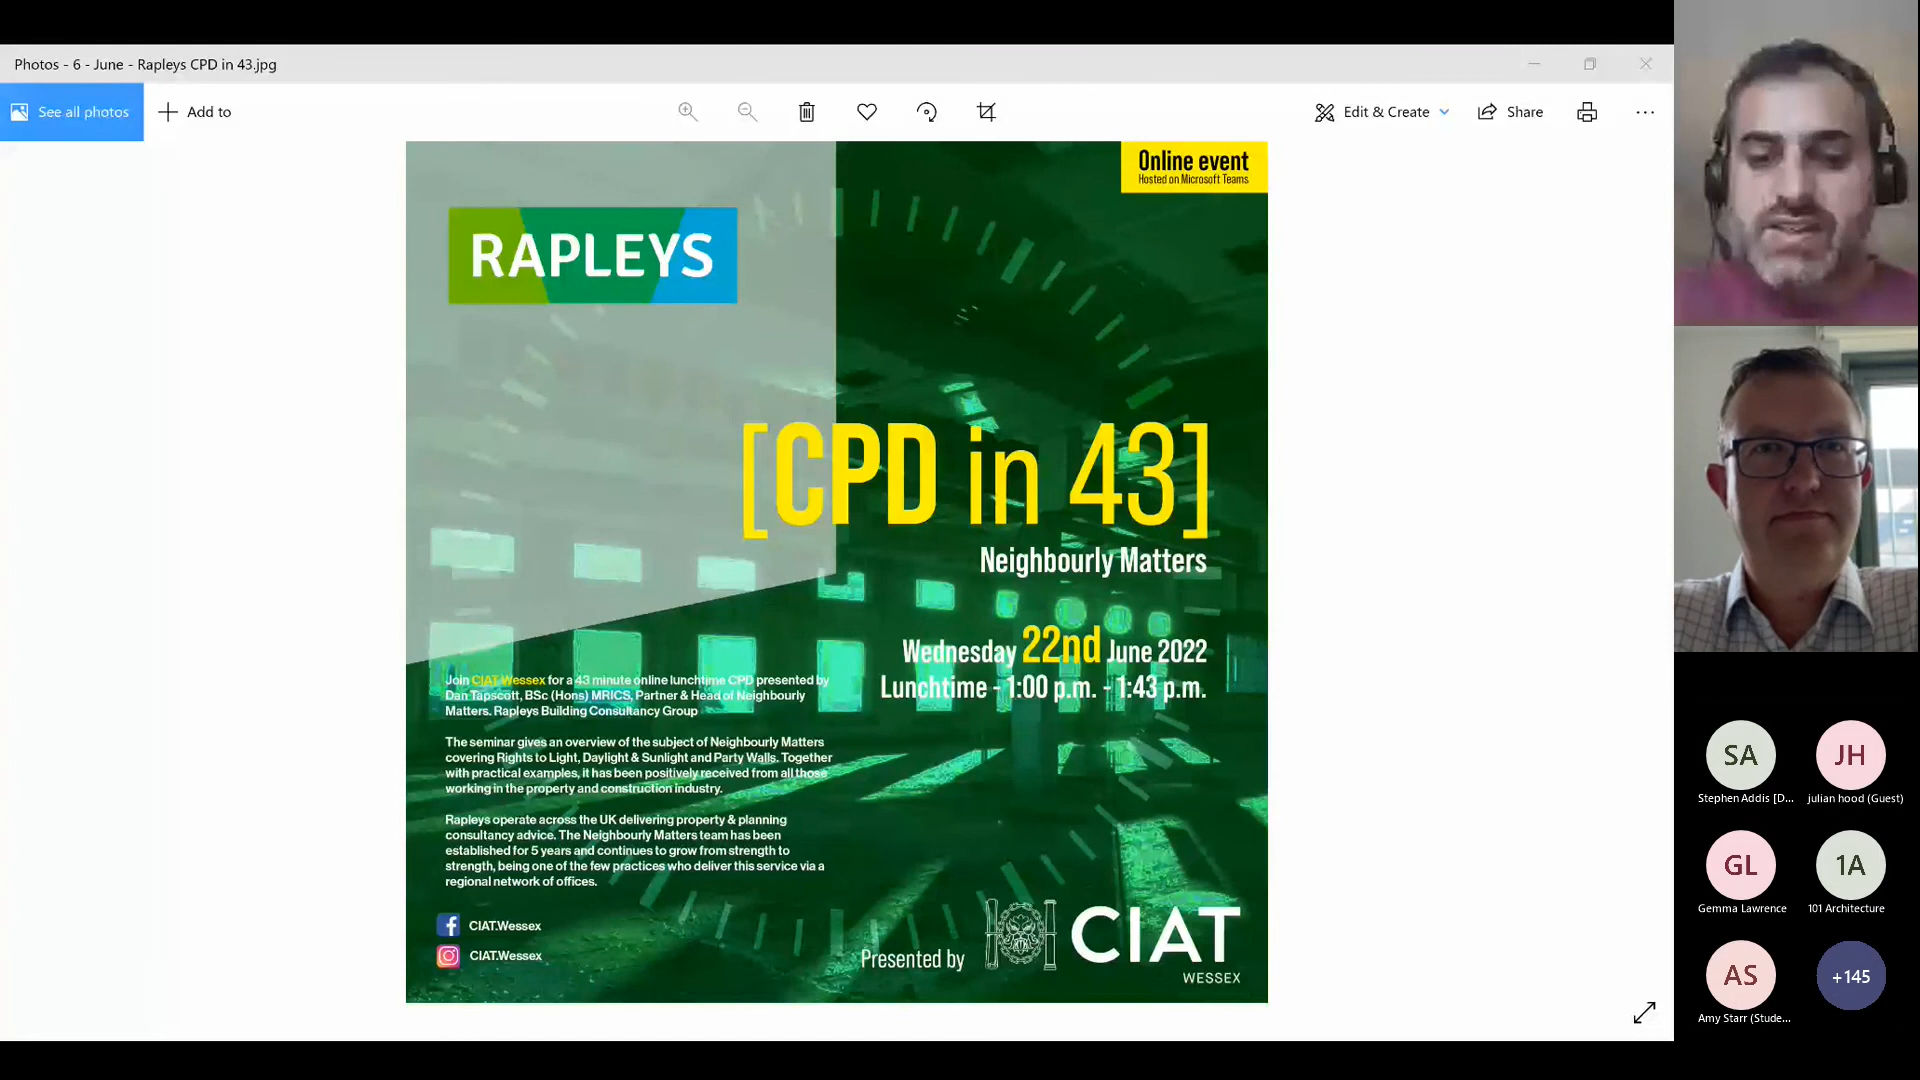 Photos - 6 - June - Rapleys CPD in 43.jpg
See all photos
Add to
Edit & Create
Share
Online event
Hosted on Microsoft Teams
RAPLEYS
[CPD in 43]
Neighbourly Matters
Wednesday 22nd June 2022
Lunchtime - 1:00 p.m. - 1:43 p.m.
Join CIAT Wessex for a 43 minute online lunchtime CPD presented by
Dan Tapscott, BSc (Hons) MRICS, Partner & Head of Neighbourly
Matters. Rapleys Building Consultancy Group
The seminar gives an overview of the subject of Neighbourly Matters
covering Rights to Light, Daylight & Sunlight and Party Walls. Together
with practical examples, it has been positively received from all those
working in the property and construction industry.
Rapleys operate across the UK delivering property & planning
consultancy advice. The Neighbourly Matters team has been
established for 5 years and continues to grow from strength to
strength, being one of the few practices who deliver this service via a
regional network of offices.
CIAT.Wessex
CIAT.Wessex
Presented by
CIAT
WESSEX
SA
Stephen Addis [D...
JH
julian hood (Guest)
GL
Gemma Lawrence
1A
101 Architecture
AS
Amy Starr (Stude...
+145